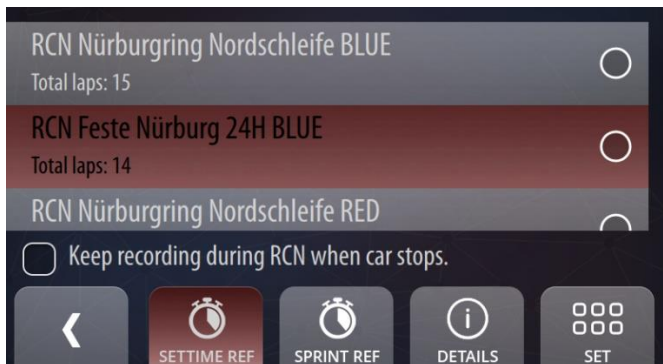 RCN Nürburgring Nordschleife BLUE
Total laps: 15
RCN Feste Nürburg 24H BLUE
Total laps: 14
RCN Nürburgring Nordschleife RED
Keep recording during RCN when car stops.
SETTIME REF
SPRINT REF
DETAILS
SET